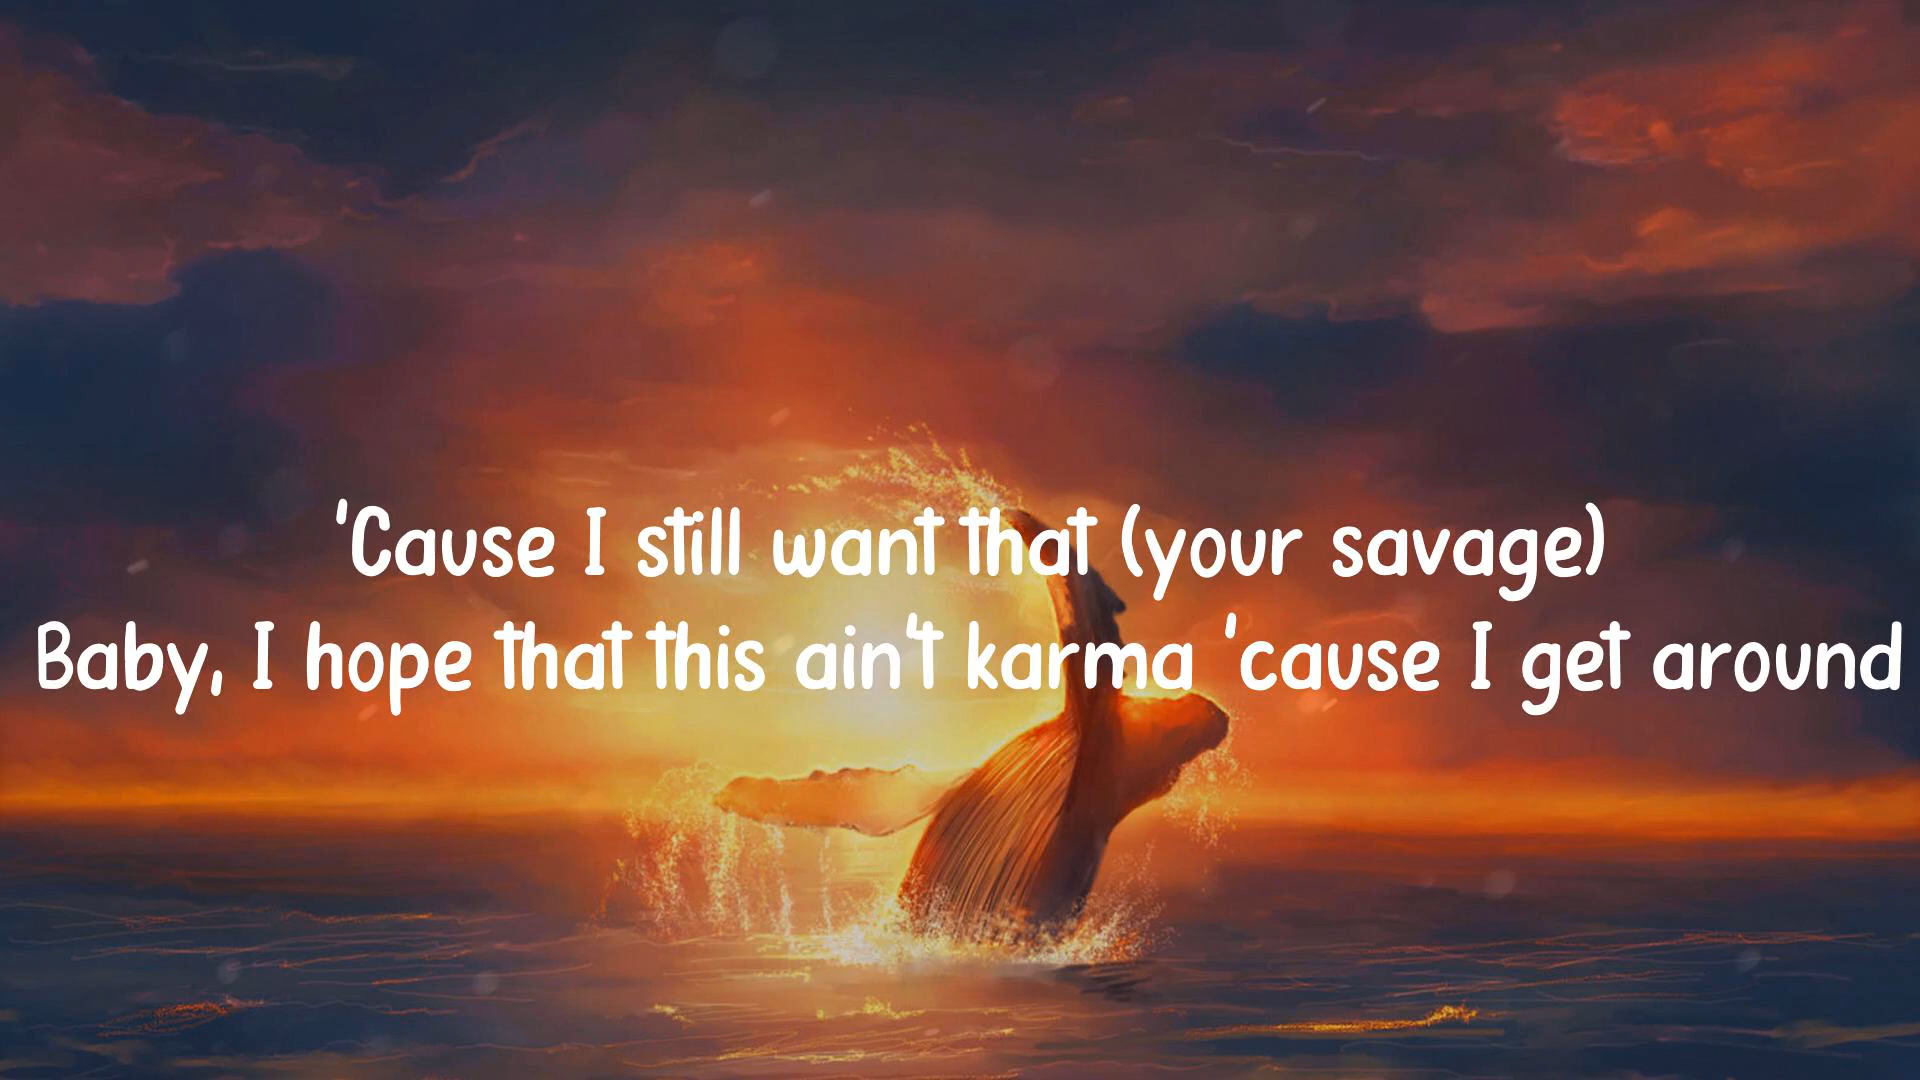 'Cause I still want that (your savage)
Baby, I hope that this ain't karma 'cause I get around